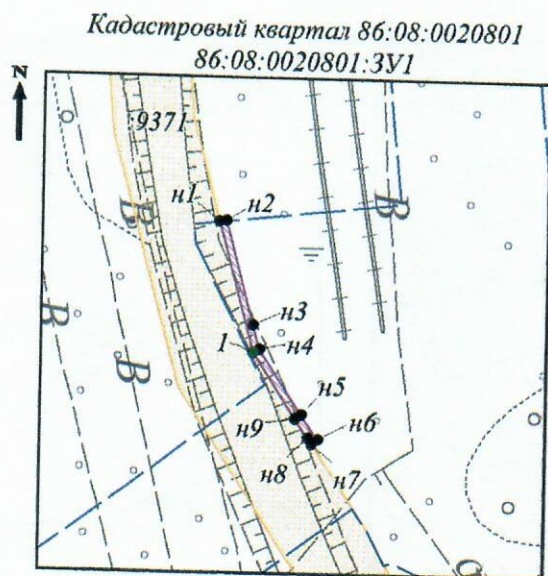 Кадастровый квартал 86:08:0020801
86:08:0020801:ЗУ1
N
9371
н1
н2
В
В
В
н3
1
н4
В
В
н5
н9
н6
н8
н7